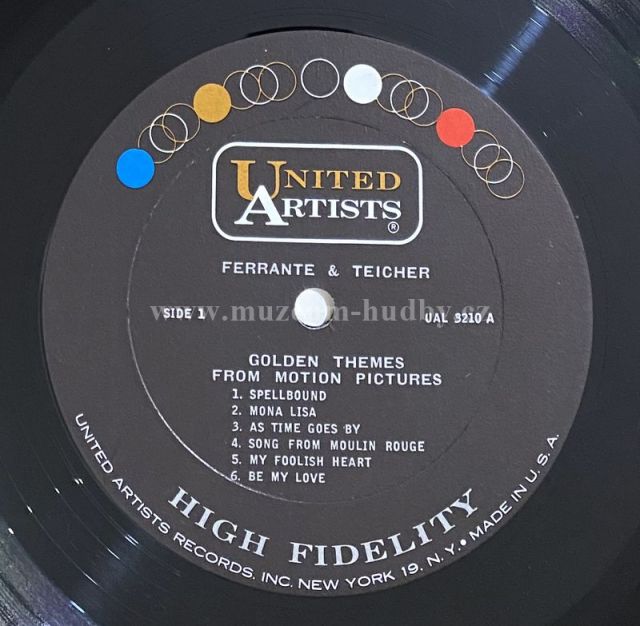 UNITED
ARTISTS
®
FERRANTE & TEICHER
www.muzeum-hudby.cz
SIDE 1
UAL 3210 A
GOLDEN THEMES
FROM MOTION PICTURES
1. SPELLBOUND
2. MONA LISA
3. AS TIME GOES BY
4. SONG FROM MOULIN ROUGE
5. MY FOOLISH HEART
6. BE MY LOVE
HIGH FIDELITY
UNITED ARTISTS RECORDS, INC. NEW YORK 19, N.Y. • MADE IN U.S.A.